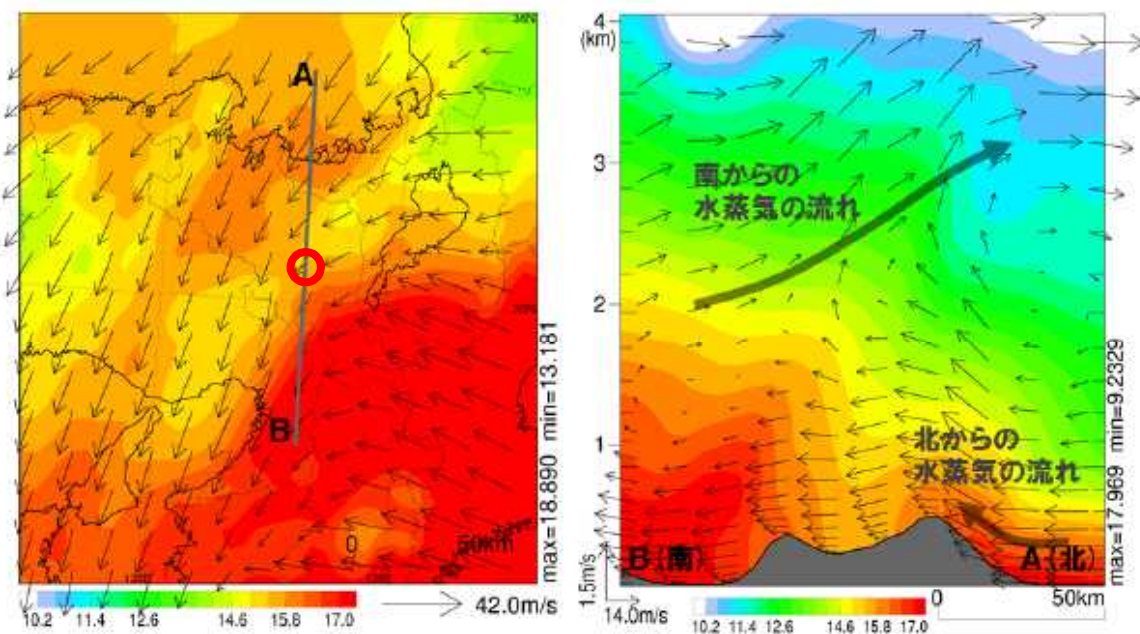 A
B
0
50km
max=18.890 min=13.181
10.2 11.4 12.6 14.6 15.8 17.0
42.0m/s
4
(km)
3
2
1
南からの
水蒸気の流れ
北からの
水蒸気の流れ
B(南)
A(北)
max=17.969 min=9.2329
1.5m/s
14.0m/s
0
50km
10.2 11.4 12.6 14.6 15.8 17.0